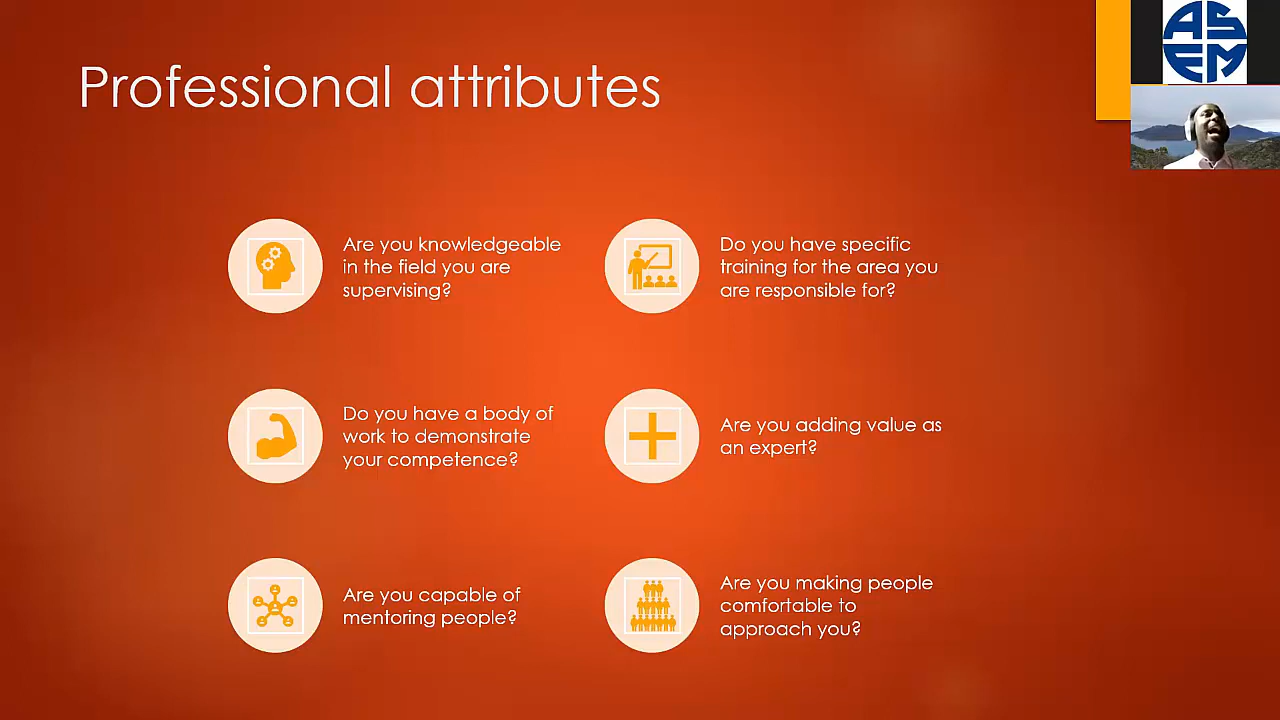 Professional attributes
AS
EM
Are you knowledgeable
in the field you are
supervising?
Do you have specific
training for the area you
are responsible for?
Do you have a body of
work to demonstrate
your competence?
Are you adding value as
an expert?
Are you capable of
mentoring people?
Are you making people
comfortable to
approach you?